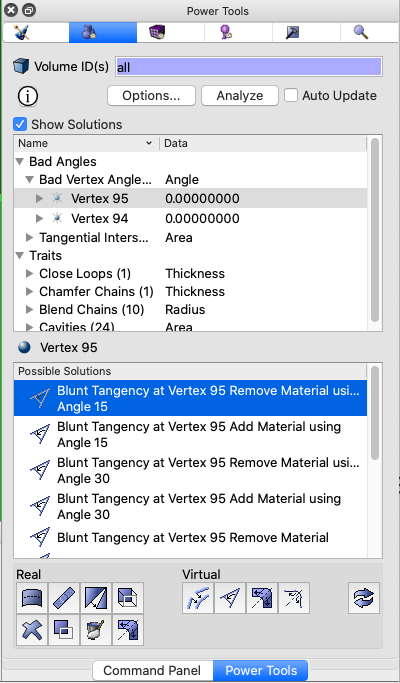 Power Tools
Volume ID(s) all
Options... Analyze Auto Update
Show Solutions
Name Data
Bad Angles
Bad Vertex Angle... Angle
Vertex 95 0.00000000
Vertex 94 0.00000000
Tangential Inters... Area
Traits
Close Loops (1) Thickness
Chamfer Chains (1) Thickness
Blend Chains (10) Radius
Cavities (24) Area
Vertex 95
Possible Solutions
Blunt Tangency at Vertex 95 Remove Material usi...
Angle 15
Blunt Tangency at Vertex 95 Add Material using
Angle 15
Blunt Tangency at Vertex 95 Remove Material usi...
Angle 30
Blunt Tangency at Vertex 95 Add Material using
Angle 30
Blunt Tangency at Vertex 95 Remove Material
Real Virtual
Command Panel Power Tools